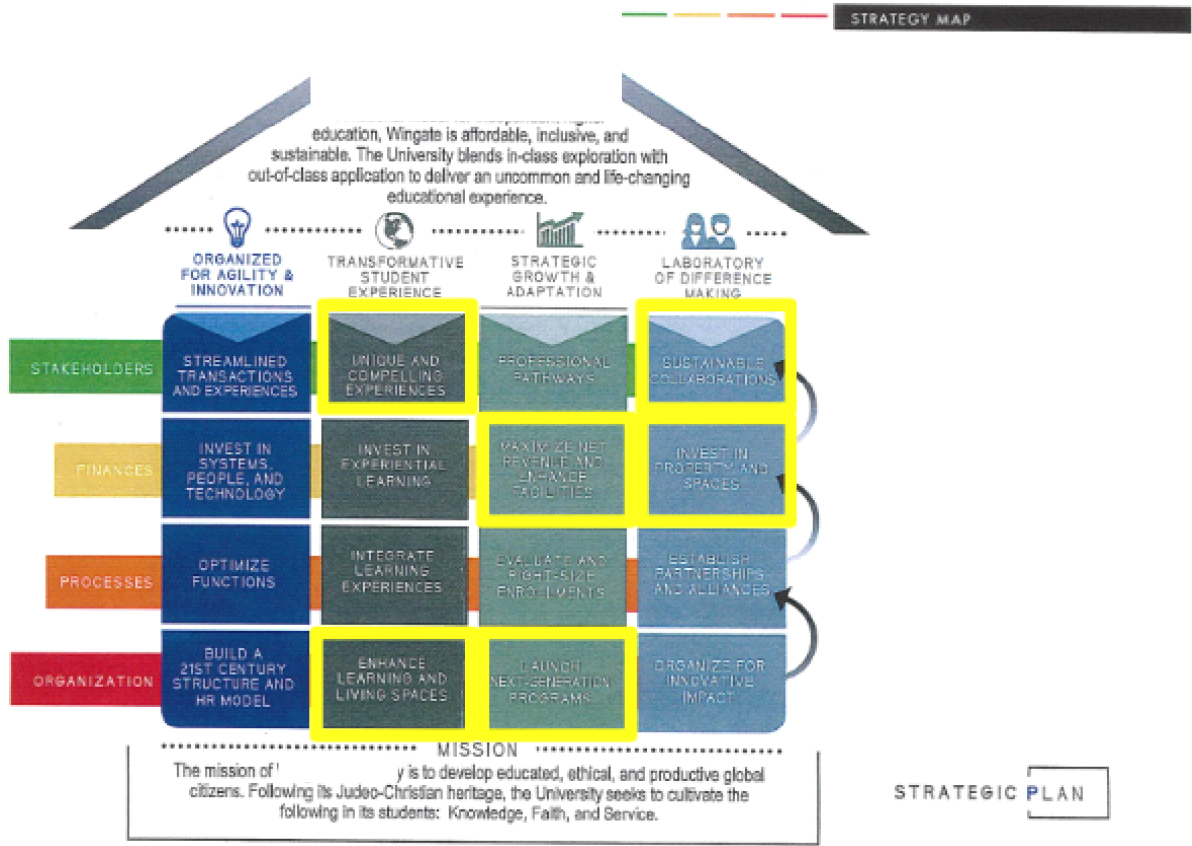 STRATEGY MAP
education, Wingate is affordable, inclusive, and
sustainable. The University blends in-class exploration with
out-of-class application to deliver an uncommon and life-changing
educational experience.
ORGANIZED
FOR AGILITY &
INNOVATION
TRANSFORMATIVE
STUDENT
EXPERIENCE
STRATEGIC
GROWTH &
ADAPTATION
LABORATORY
OF DIFFERENCE
MAKING
STAKEHOLDERS
STREAMLINED
TRANSACTIONS
AND EXPERIENCES
UNIQUE AND
COMPELLING
EXPERIENCES
PROFESSIONAL
PATHWAYS
SUSTAINABLE
COLLABORATIONS
FINANCES
INVEST IN
SYSTEMS,
PEOPLE, AND
TECHNOLOGY
INVEST IN
EXPERIENTIAL
LEARNING
MAXIMIZE NET
REVENUE AND
ENHANCE
FACILITIES
INVEST IN
PROPERTY AND
SPACES
PROCESSES
OPTIMIZE
FUNCTIONS
INTEGRATE
LEARNING
EXPERIENCES
EVALUATE AND
RIGHT-SIZE
ENROLLMENTS
ESTABLISH
PARTNERSHIPS
AND ALLIANCES
ORGANIZATION
BUILD A
21ST CENTURY
STRUCTURE AND
HR MODEL
ENHANCE
LEARNING AND
LIVING SPACES
LAUNCH
NEXT-GENERATION
PROGRAMS
ORGANIZE FOR
INNOVATIVE
IMPACT
MISSION
The mission of y is to develop educated, ethical, and productive global
citizens. Following its Judeo-Christian heritage, the University seeks to cultivate the
following in its students: Knowledge, Faith, and Service.
STRATEGIC PLAN